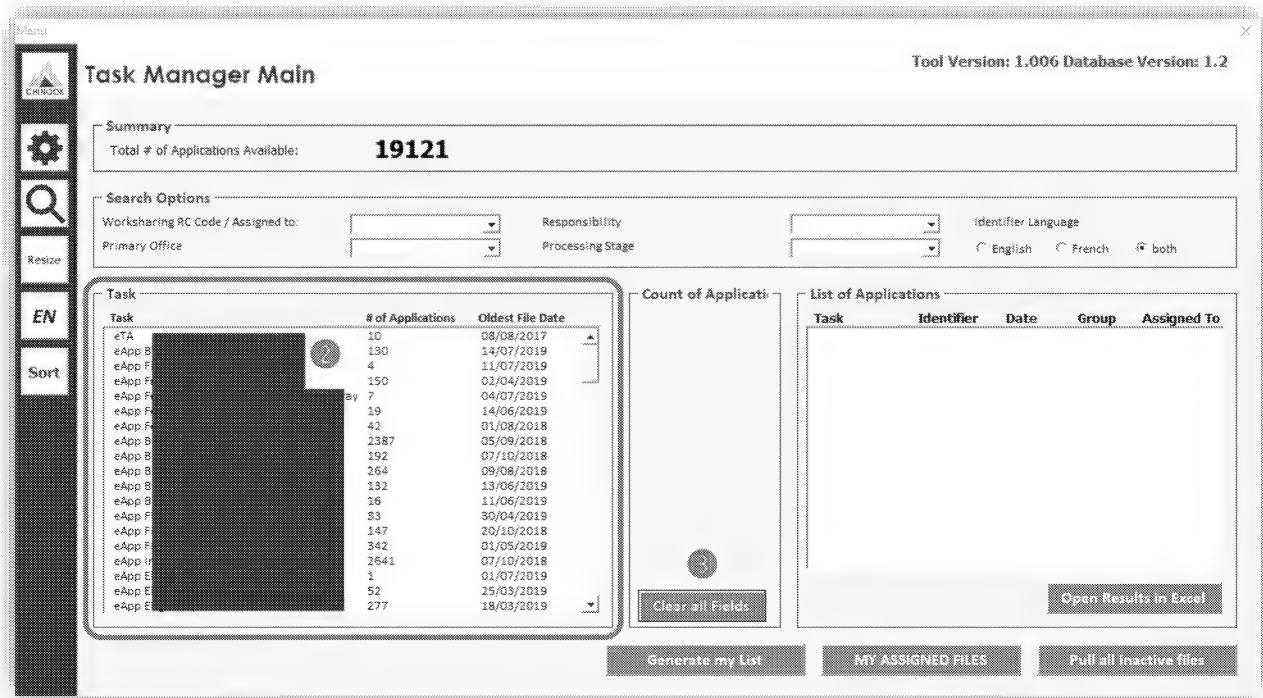 Menu
CHINOOK
Task Manager Main
Tool Version: 1.006 Database Version: 1.2
Summary
Total # of Applications Available: 19121
Search Options
Worksharing RC Code / Assigned to: Responsibility Identifier Language
Primary Office Processing Stage English French both
Resize
EN
Sort
Task
Task # of Applications Oldest File Date
eTA 10 08/08/2017
eApp B 130 14/07/2019
eApp F 4 11/07/2019
eApp Fe 150 02/04/2019
eApp Fe ay 7 04/07/2019
eApp Fe 19 14/06/2019
eApp Fe 42 01/08/2018
eApp B 2387 05/09/2018
eApp B 192 07/10/2018
eApp B 264 09/08/2018
eApp B 132 13/06/2019
eApp B 16 11/06/2019
eApp F 33 30/04/2019
eApp F 147 20/10/2018
eApp F 342 01/05/2019
eApp In 2641 07/10/2018
eApp E 1 01/07/2019
eApp E 52 25/03/2019
eApp E 277 18/03/2019
2
Count of Applicati
3
Clear all Fields
List of Applications
Task Identifier Date Group Assigned To
Open Results in Excel
Generate my List MY ASSIGNED FILES Pull all inactive files